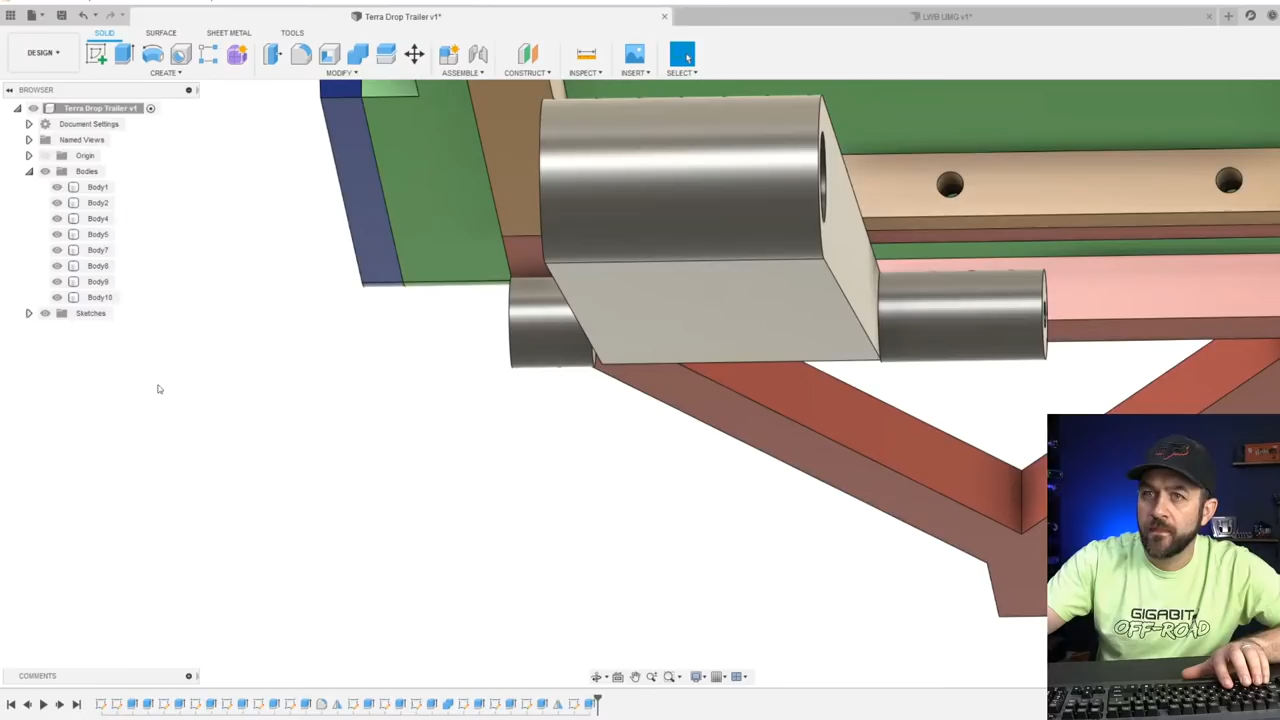 Terra Drop Trailer v1*
LWB UMG v1*
SOLID
SURFACE
SHEET METAL
TOOLS
DESIGN
CREATE
MODIFY
ASSEMBLE
CONSTRUCT
INSPECT
INSERT
SELECT
BROWSER
Terra Drop Trailer v1
Document Settings
Named Views
Origin
Bodies
Body1
Body2
Body4
Body5
Body7
Body8
Body9
Body10
Sketches
GIGABIT
OFF-ROAD
COMMENTS